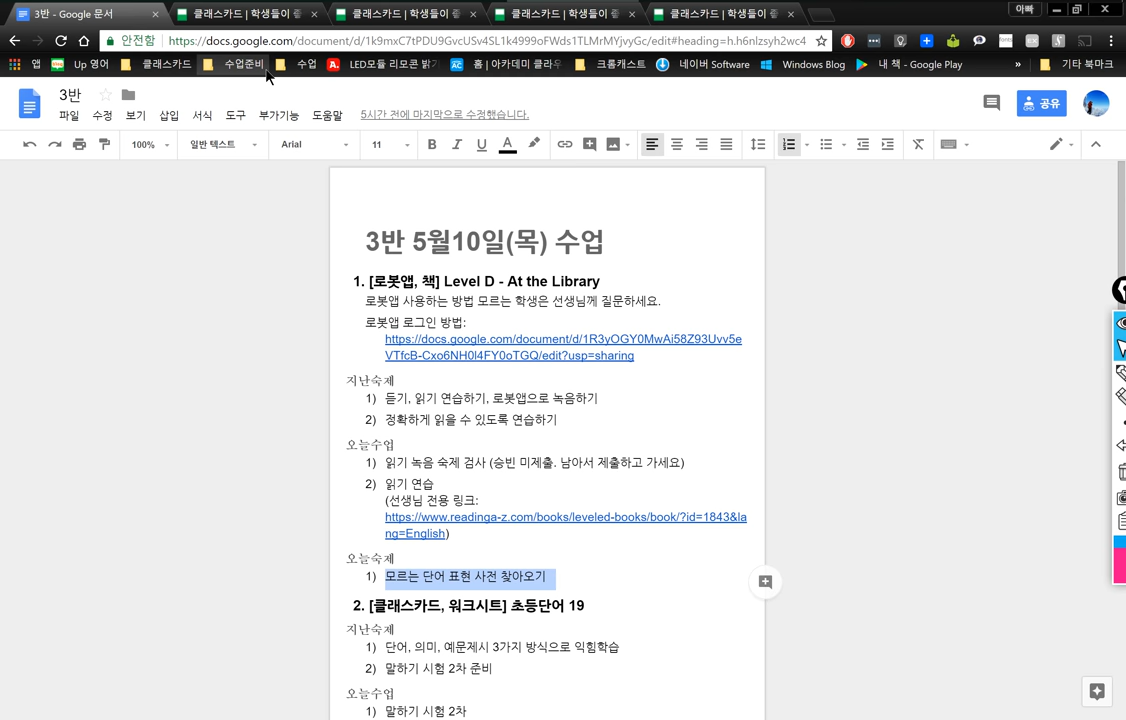 3반 - Google 문서
클래스카드 | 학생들이 좋
클래스카드 | 학생들이 좋
클래스카드 | 학생들이 좋
클래스카드 | 학생들이 좋
아빠
안전함
https://docs.google.com/document/d/1k9mxC7tPDU9GvcUSv4SL1k4999oFWds1TLMrMYjvyGc/edit#heading=h.h6nlzsyh2wc4
앱
Up 영어
클래스카드
수업준비
수업
LED모듈 리모콘 밝기
홈 | 아카데미 클라우
크롬캐스트
네이버 Software
Windows Blog
내 책 - Google Play
»
기타 북마크
3반
파일 수정 보기 삽입 서식 도구 부가기능 도움말 5시간 전에 마지막으로 수정했습니다.
공유
100% 일반 텍스트 Arial 11 B I U A
3반 5월10일(목) 수업
1. [로봇앱, 책] Level D - At the Library
로봇앱 사용하는 방법 모르는 학생은 선생님께 질문하세요.
로봇앱 로그인 방법:
https://docs.google.com/document/d/1R3yOGY0MwAi58Z93Uvv5e
VTfcB-Cxo6NH0l4FY0oTGQ/edit?usp=sharing
지난숙제
1) 듣기, 읽기 연습하기, 로봇앱으로 녹음하기
2) 정확하게 읽을 수 있도록 연습하기
오늘수업
1) 읽기 녹음 숙제 검사 (승빈 미제출. 남아서 제출하고 가세요)
2) 읽기 연습
(선생님 전용 링크:
https://www.readinga-z.com/books/leveled-books/book/?id=1843&la
ng=English)
오늘숙제
1) 모르는 단어 표현 사전 찾아오기
2. [클래스카드, 워크시트] 초등단어 19
지난숙제
1) 단어, 의미, 예문제시 3가지 방식으로 익힘학습
2) 말하기 시험 2차 준비
오늘수업
1) 말하기 시험 2차